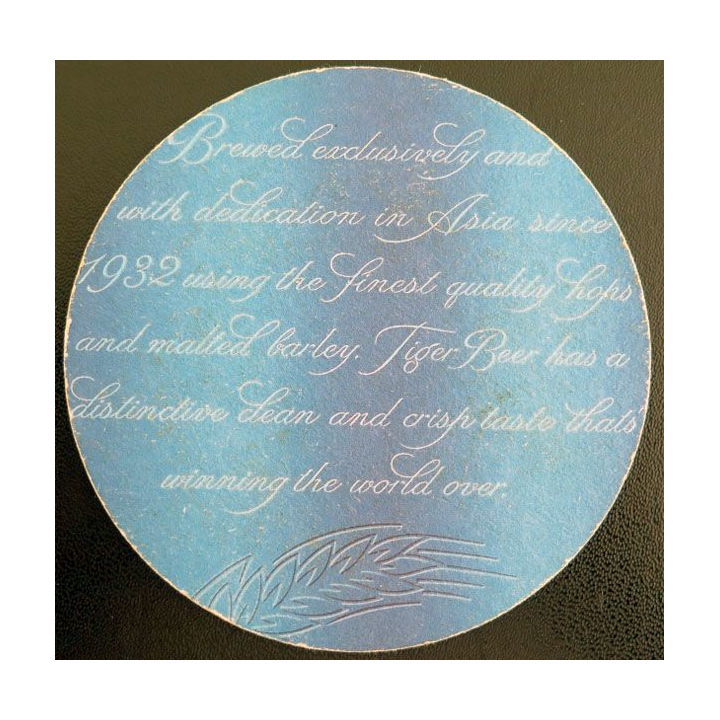 Brewed exclusively and
with dedication in Asia since
1932 using the finest quality hops
and malted barley. Tiger Beer has a
distinctive clean and crisp taste that's
winning the world over.